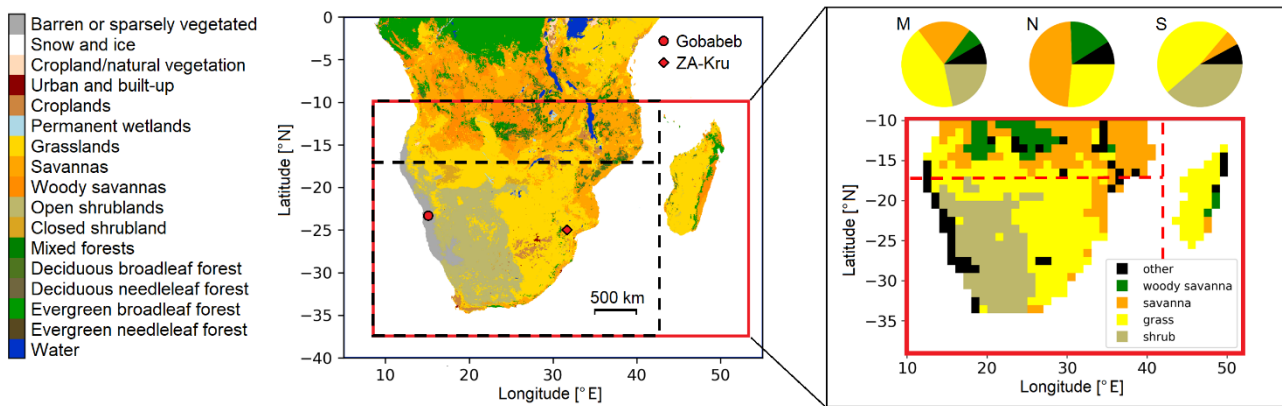 Barren or sparsely vegetated
Snow and ice
Cropland/natural vegetation
Urban and built-up
Croplands
Permanent wetlands
Grasslands
Savannas
Woody savannas
Open shrublands
Closed shrubland
Mixed forests
Deciduous broadleaf forest
Deciduous needleleaf forest
Evergreen broadleaf forest
Evergreen needleleaf forest
Water
0
−5
−10
−15
−20
−25
−30
−35
−40
Latitude [°N]
Gobabeb
ZA-Kru
500 km
10
20
30
40
50
Longitude [°E]
M
N
S
−10
−15
−20
−25
−30
−35
Latitude [°N]
other
woody savanna
savanna
grass
shrub
10
20
30
40
50
Longitude [°E]